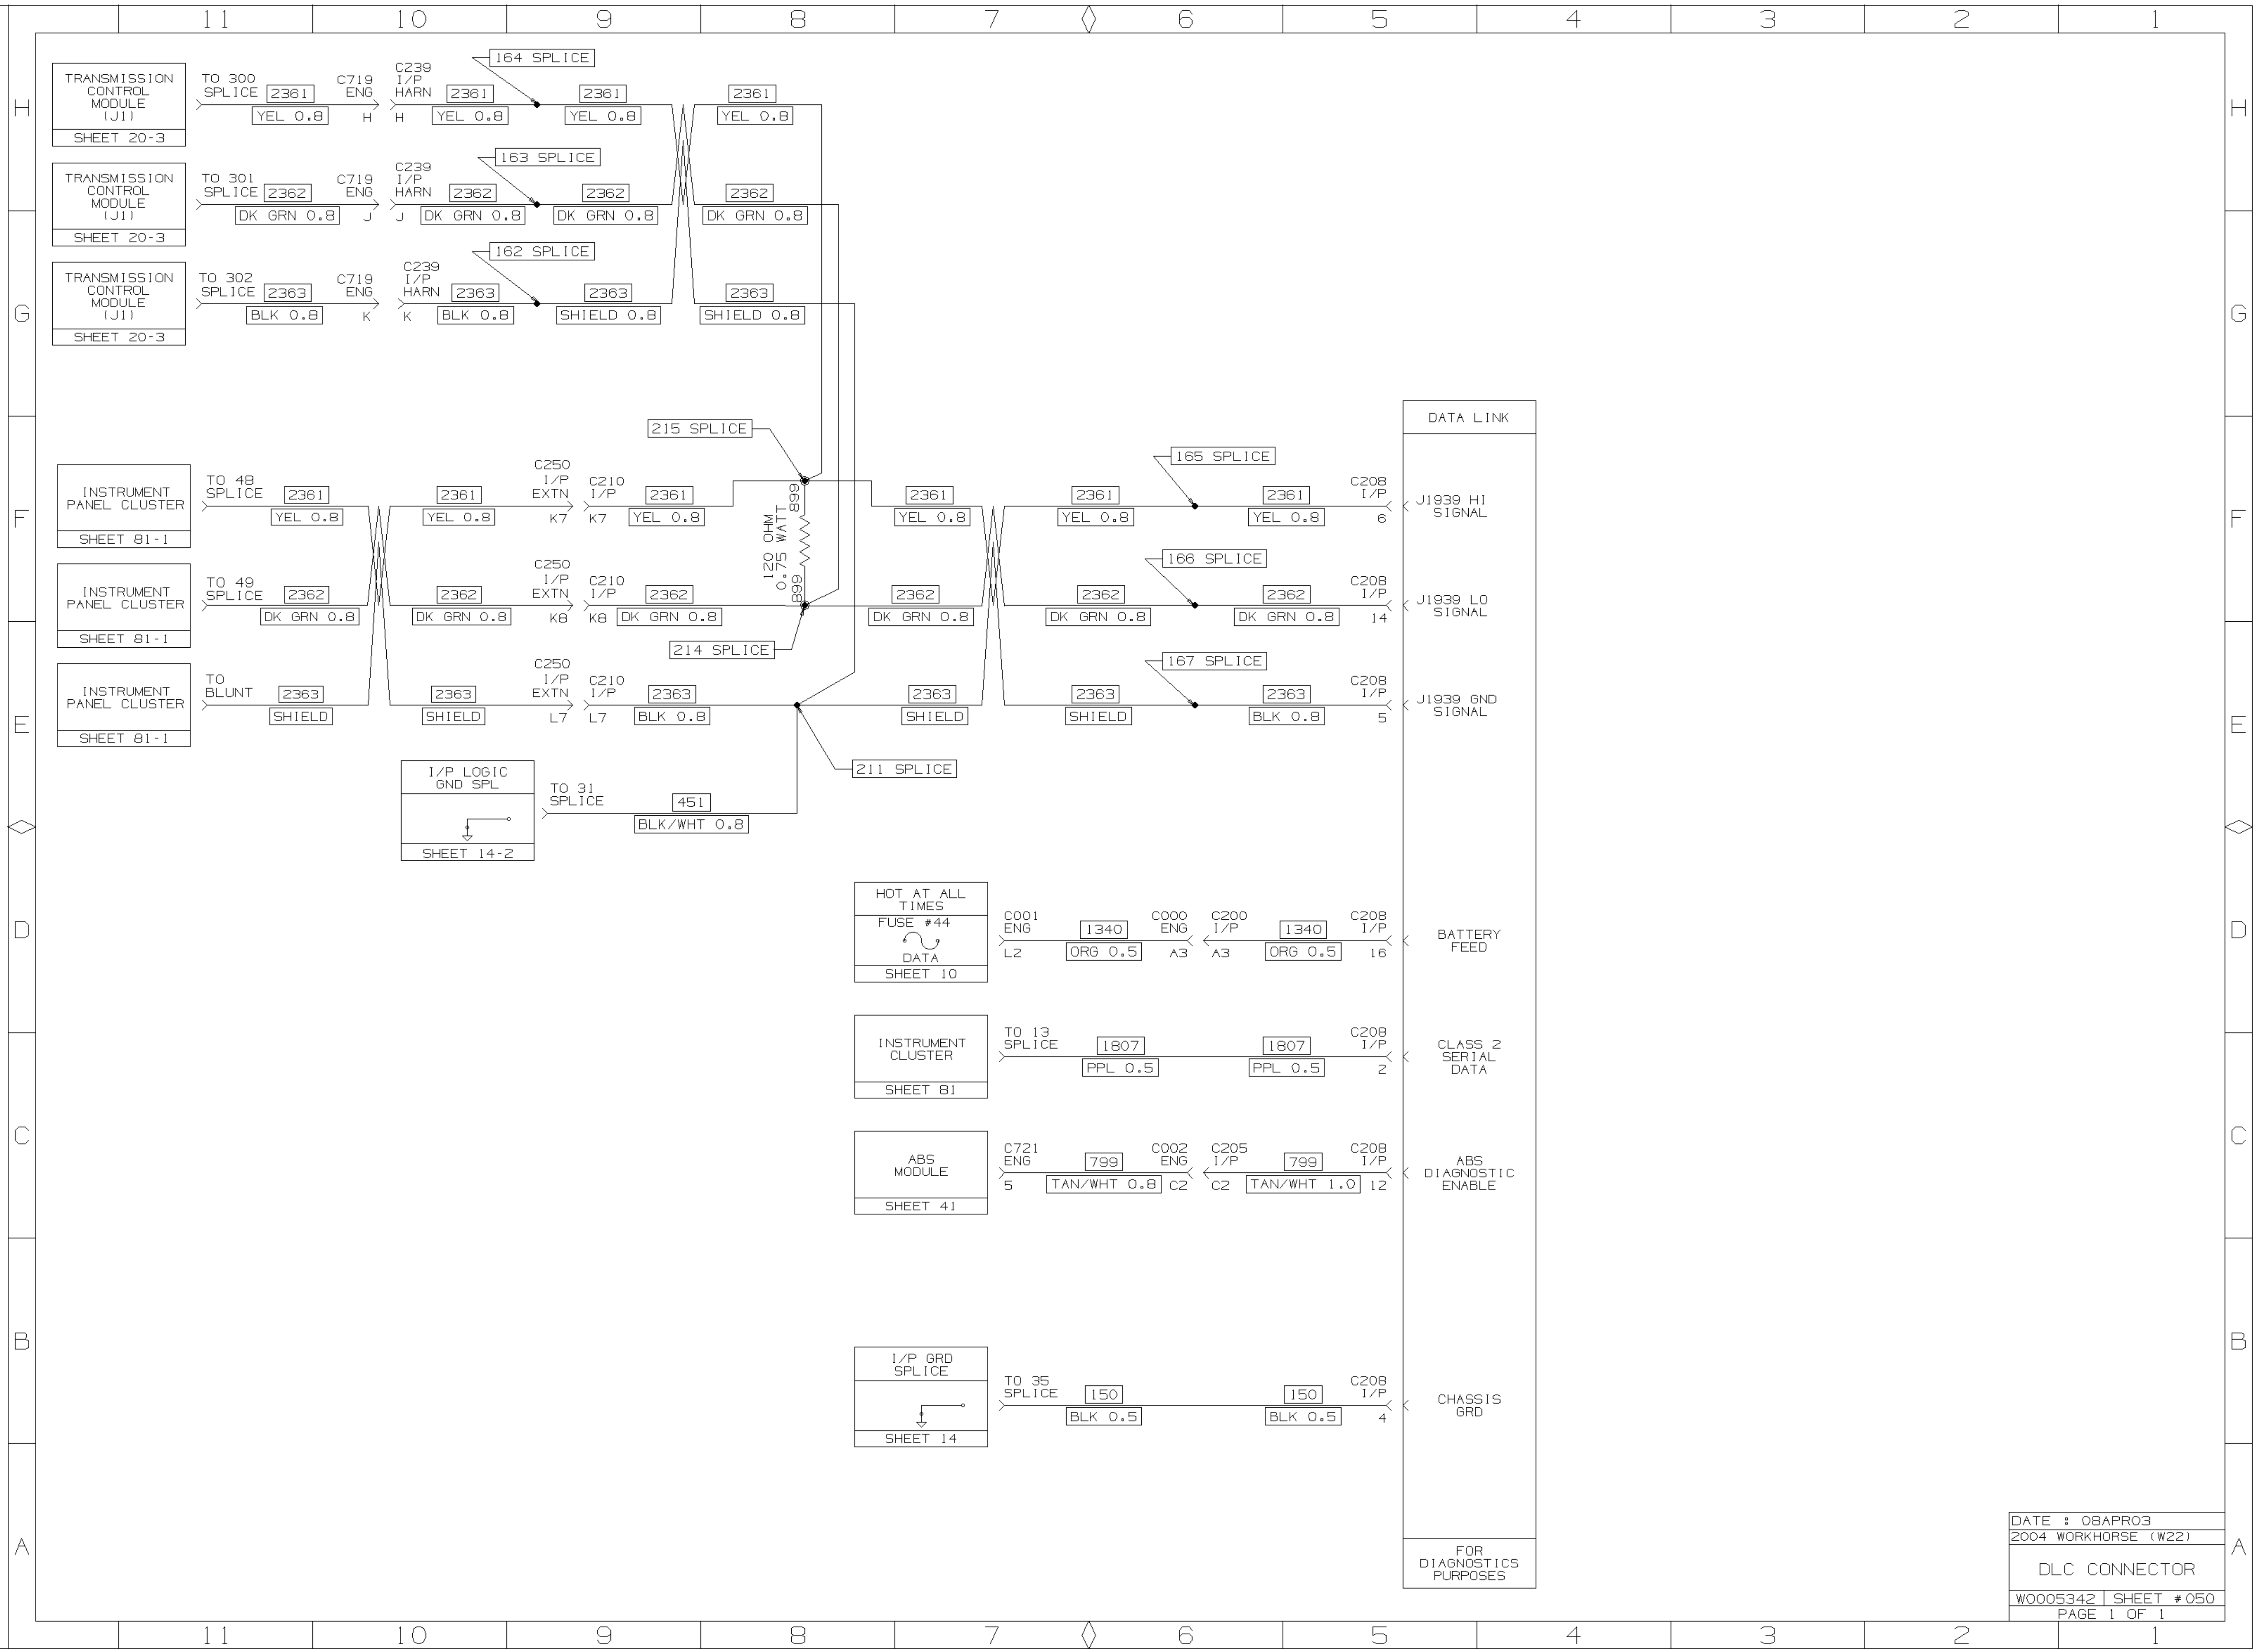 11 10 9 8 7 6 5 4 3 2 1
H
G
F
E
D
C
B
A
TRANSMISSION
CONTROL
MODULE
(J1)
SHEET 20-3
TO 300
SPLICE
2361
YEL 0.8
C719
ENG
H
C239
I/P
HARN
H
2361
YEL 0.8
164 SPLICE
2361
YEL 0.8
2361
YEL 0.8
TRANSMISSION
CONTROL
MODULE
(J1)
SHEET 20-3
TO 301
SPLICE
2362
DK GRN 0.8
C719
ENG
J
C239
I/P
HARN
J
2362
DK GRN 0.8
163 SPLICE
2362
DK GRN 0.8
2362
DK GRN 0.8
TRANSMISSION
CONTROL
MODULE
(J1)
SHEET 20-3
TO 302
SPLICE
2363
BLK 0.8
C719
ENG
K
C239
I/P
HARN
K
2363
BLK 0.8
162 SPLICE
2363
SHIELD 0.8
2363
SHIELD 0.8
INSTRUMENT
PANEL CLUSTER
SHEET 81-1
TO 48
SPLICE
2361
YEL 0.8
2361
YEL 0.8
C250
I/P
EXTN
K7
C210
I/P
K7
2361
YEL 0.8
215 SPLICE
899
120 OHM
0.75 WATT
899
2361
YEL 0.8
2361
YEL 0.8
165 SPLICE
2361
YEL 0.8
C208
I/P
6
J1939 HI
SIGNAL
INSTRUMENT
PANEL CLUSTER
SHEET 81-1
TO 49
SPLICE
2362
DK GRN 0.8
2362
DK GRN 0.8
C250
I/P
EXTN
K8
C210
I/P
K8
2362
DK GRN 0.8
214 SPLICE
2362
DK GRN 0.8
2362
DK GRN 0.8
166 SPLICE
2362
DK GRN 0.8
C208
I/P
14
J1939 LO
SIGNAL
INSTRUMENT
PANEL CLUSTER
SHEET 81-1
TO
BLUNT
2363
SHIELD
2363
SHIELD
C250
I/P
EXTN
L7
C210
I/P
L7
2363
BLK 0.8
211 SPLICE
2363
SHIELD
2363
SHIELD
167 SPLICE
2363
BLK 0.8
C208
I/P
5
J1939 GND
SIGNAL
I/P LOGIC
GND SPL
SHEET 14-2
TO 31
SPLICE
451
BLK/WHT 0.8
DATA LINK
HOT AT ALL
TIMES
FUSE #44
DATA
SHEET 10
C001
ENG
L2
1340
ORG 0.5
C000
ENG
A3
C200
I/P
A3
1340
ORG 0.5
C208
I/P
16
BATTERY
FEED
INSTRUMENT
CLUSTER
SHEET 81
TO 13
SPLICE
1807
PPL 0.5
1807
PPL 0.5
C208
I/P
2
CLASS 2
SERIAL
DATA
ABS
MODULE
SHEET 41
C721
ENG
5
799
TAN/WHT 0.8
C002
ENG
C2
C205
I/P
C2
799
TAN/WHT 1.0
C208
I/P
12
ABS
DIAGNOSTIC
ENABLE
I/P GRD
SPLICE
SHEET 14
TO 35
SPLICE
150
BLK 0.5
150
BLK 0.5
C208
I/P
4
CHASSIS
GRD
FOR
DIAGNOSTICS
PURPOSES
DATE : 08APR03
2004 WORKHORSE (W22)
DLC CONNECTOR
W0005342 SHEET #050
PAGE 1 OF 1
H
G
F
E
D
C
B
A
11 10 9 8 7 6 5 4 3 2 1